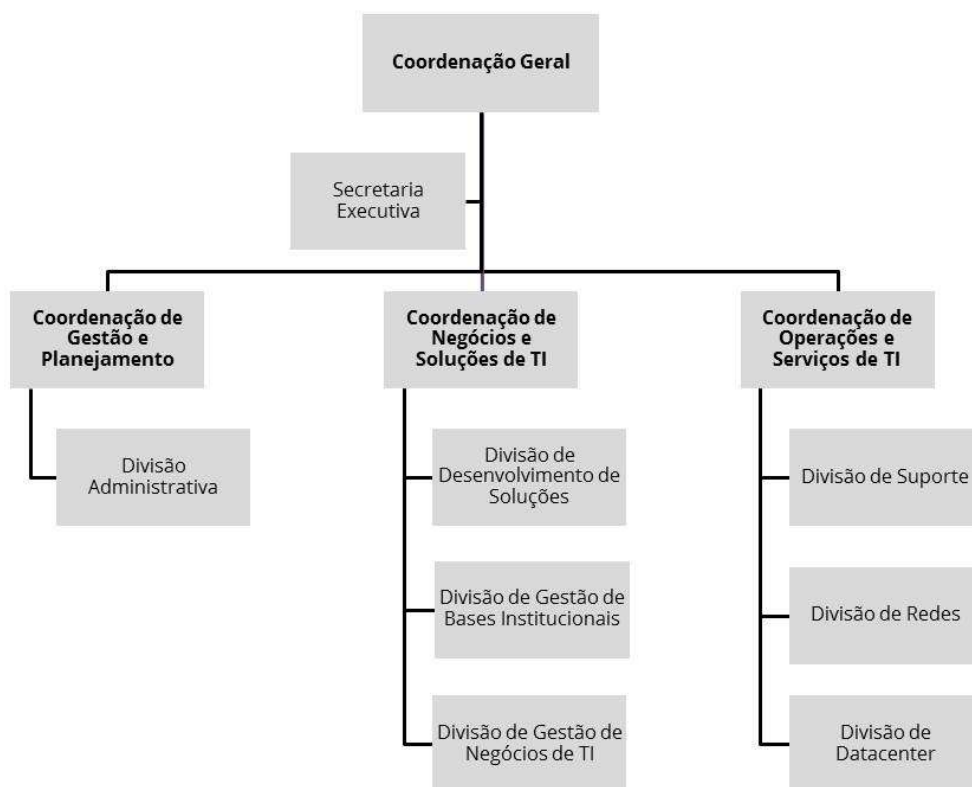 Coordenação Geral
Secretaria
Executiva
Coordenação de
Gestão e
Planejamento
Coordenação de
Negócios e
Soluções de TI
Coordenação de
Operações e
Serviços de TI
Divisão
Administrativa
Divisão de
Desenvolvimento de
Soluções
Divisão de Suporte
Divisão de Gestão de
Bases Institucionais
Divisão de Redes
Divisão de Gestão de
Negócios de TI
Divisão de
Datacenter